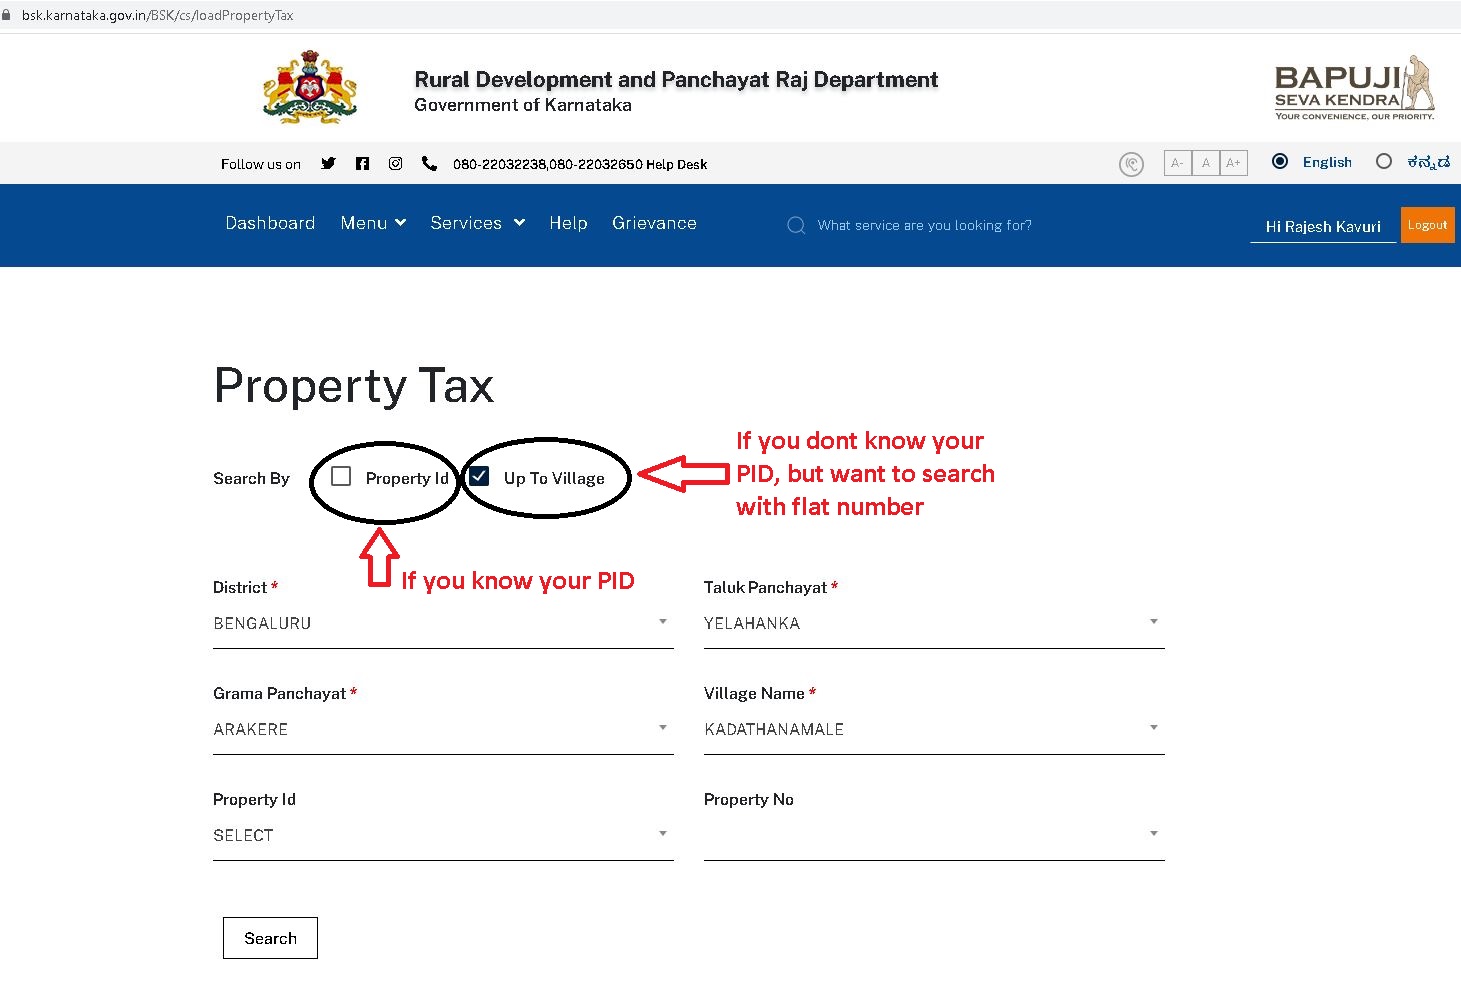 bsk.karnataka.gov.in/BSK/cs/loadPropertyTax
Rural Development and Panchayat Raj Department
Government of Karnataka
BAPUJI
SEVA KENDRA
YOUR CONVENIENCE, OUR PRIORITY.
Follow us on 080-22032238,080-22032650 Help Desk A- A A+ English ಕನ್ನಡ
Dashboard Menu Services Help Grievance What service are you looking for? Hi Rajesh Kavuri Logout
Property Tax
If you dont know your
PID, but want to search
with flat number
Search By Property Id Up To Village
If you know your PID
District * Taluk Panchayat *
BENGALURU YELAHANKA
Grama Panchayat * Village Name *
ARAKERE KADATHANAMALE
Property Id Property No
SELECT
Search